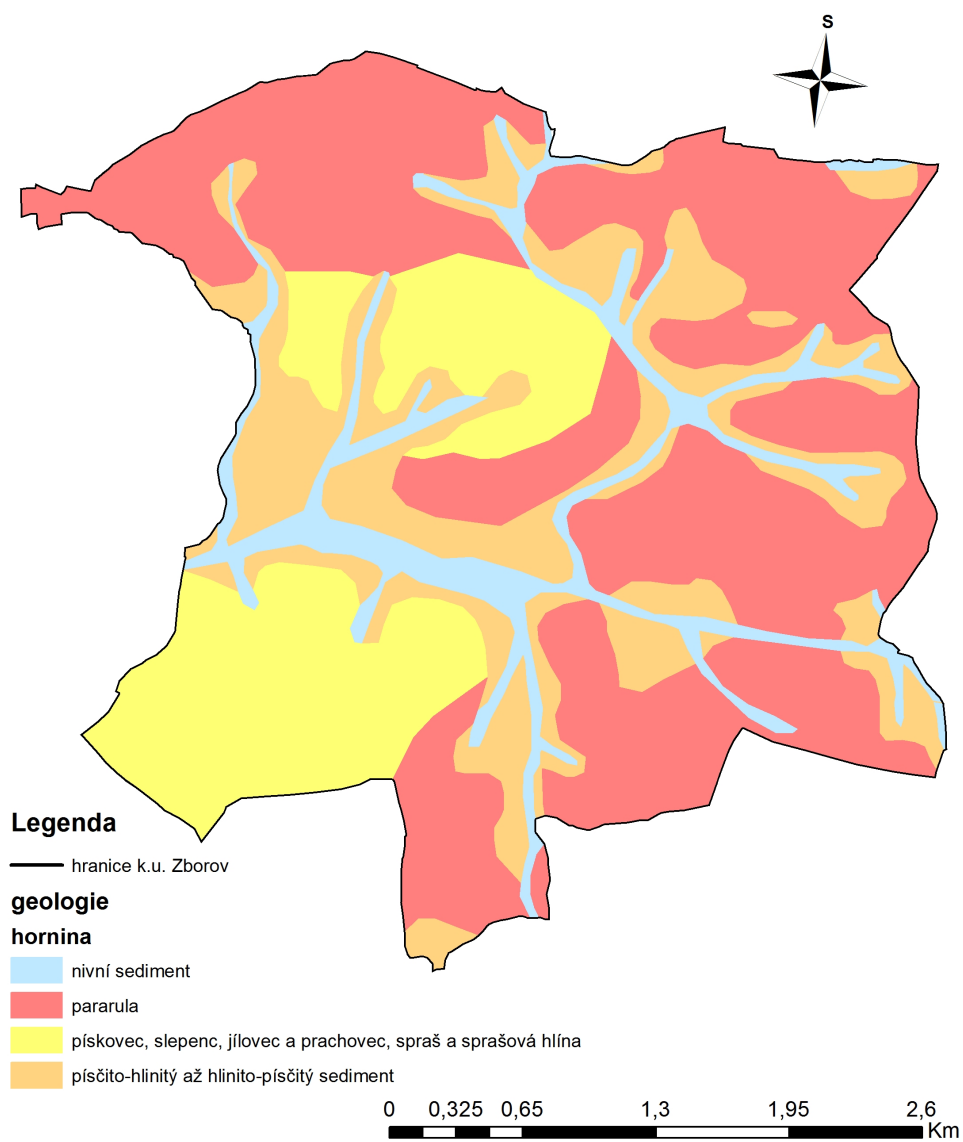 S
Legenda
hranice k.u. Zborov
geologie
hornina
nivní sediment
pararula
pískovec, slepenc, jílovec a prachovec, spraš a sprašová hlína
písčito-hlinitý až hlinito-písčitý sediment
0 0,325 0,65 1,3 1,95 2,6
Km